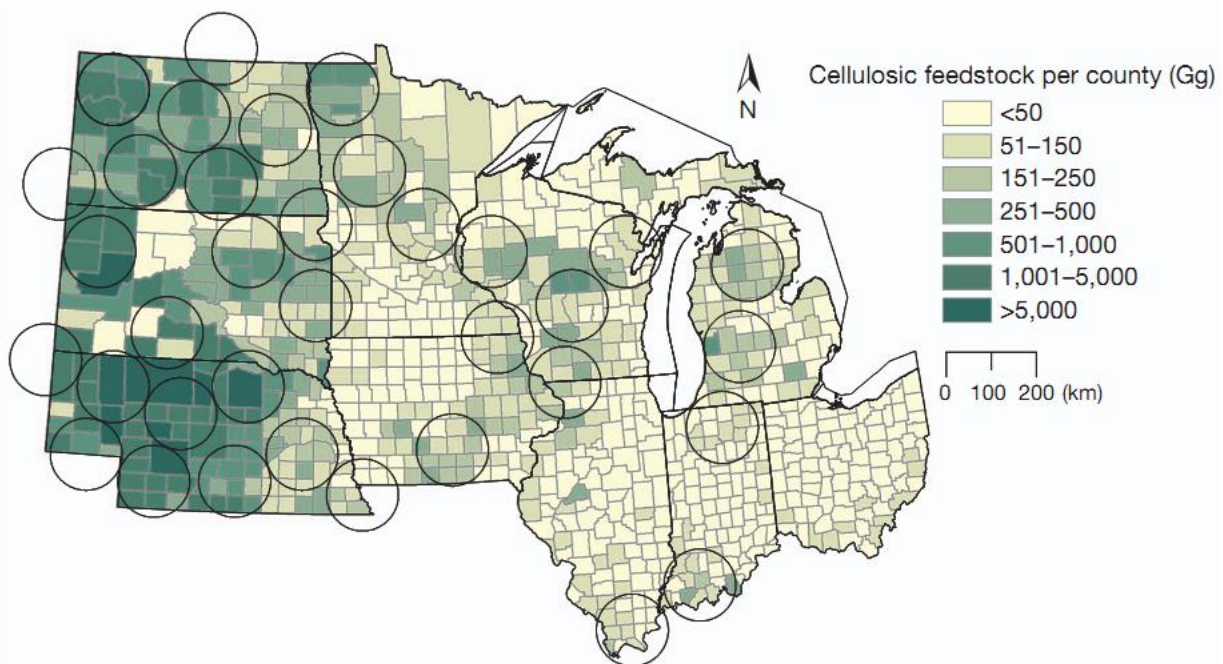 N
Cellulosic feedstock per county (Gg)
<50
51–150
151–250
251–500
501–1,000
1,001–5,000
>5,000
0 100 200 (km)